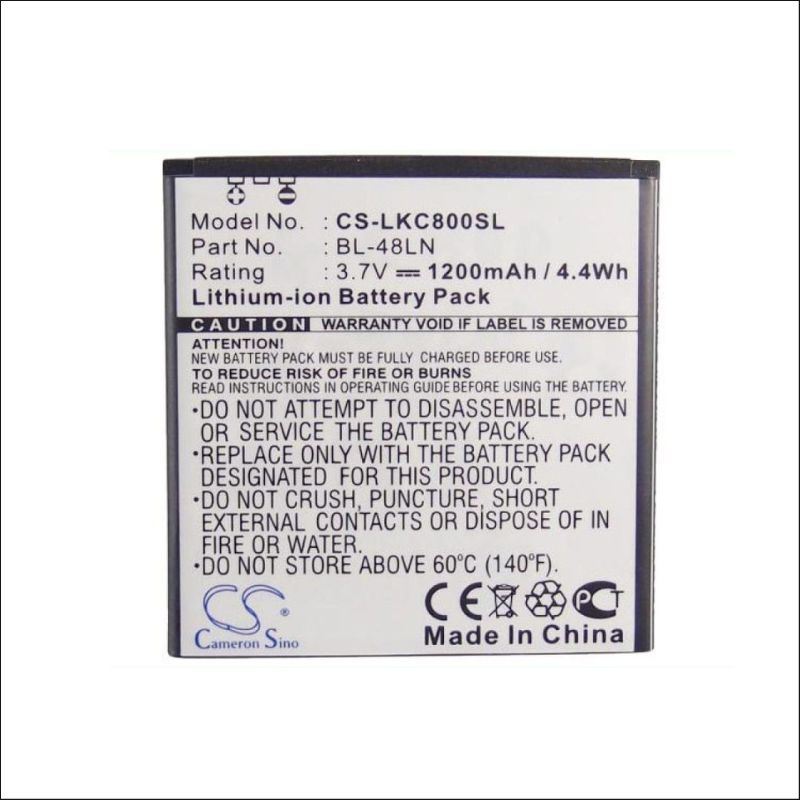 Model No. : CS-LKC800SL
Part No. : BL-48LN
Rating : 3.7V 1200mAh / 4.4Wh
Lithium-ion Battery Pack
CAUTION WARRANTY VOID IF LABEL IS REMOVED
ATTENTION!
NEW BATTERY PACK MUST BE FULLY CHARGED BEFORE USE.
TO REDUCE RISK OF FIRE OR BURNS
READ INSTRUCTIONS IN OPERATING GUIDE BEFORE USING THE BATTERY.
•DO NOT ATTEMPT TO DISASSEMBLE, OPEN
OR SERVICE THE BATTERY PACK.
•REPLACE ONLY WITH THE BATTERY PACK
DESIGNATED FOR THIS PRODUCT.
•DO NOT CRUSH, PUNCTURE, SHORT
EXTERNAL CONTACTS OR DISPOSE OF IN
FIRE OR WATER.
•DO NOT STORE ABOVE 60°C (140°F).
CS®
Cameron Sino
CE PCT
Made In China